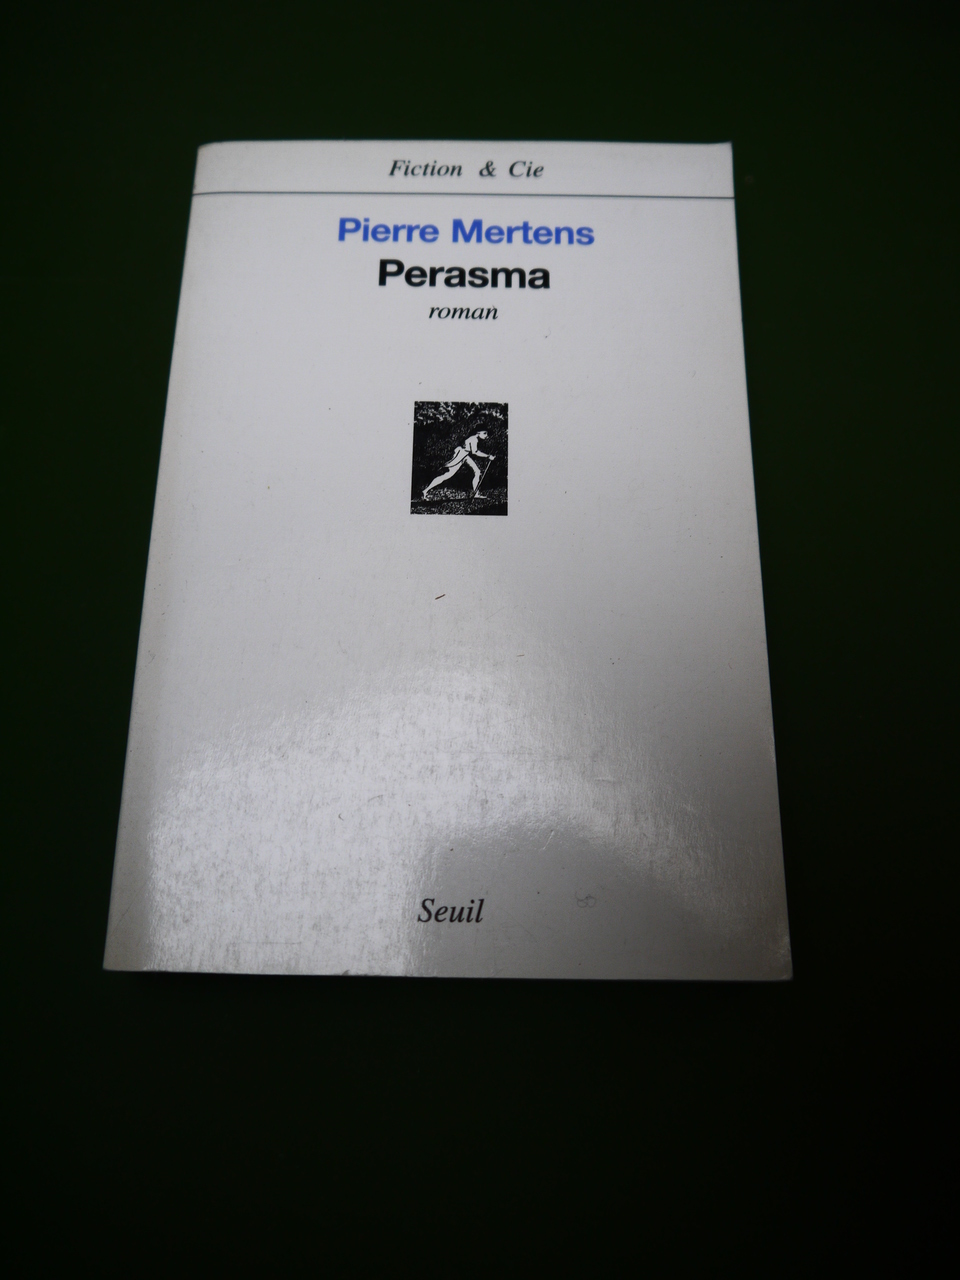 Fiction & Cie
Pierre Mertens
Perasma
roman
Seuil